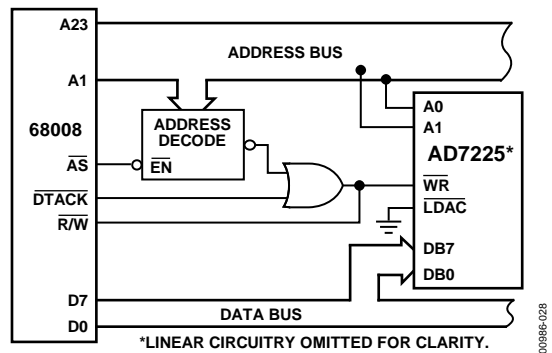 A23
ADDRESS BUS
A1
A0
A1
68008
ADDRESS
DECODE
AD7225*
AS
EN
WR
DTACK
LDAC
R/W
DB7
DB0
D7
DATA BUS
D0
*LINEAR CIRCUITRY OMITTED FOR CLARITY.
00986-028